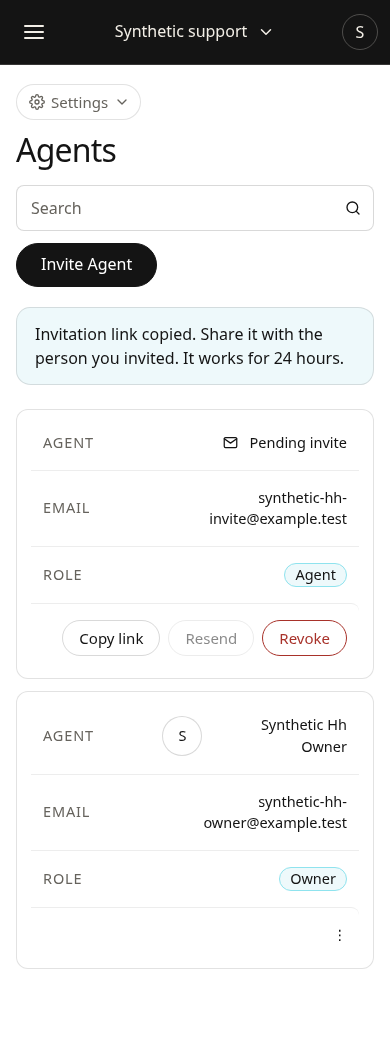 Synthetic support
S
Settings
Agents
Search
Invite Agent
Invitation link copied. Share it with the
person you invited. It works for 24 hours.
AGENT
Pending invite
EMAIL
synthetic-hh-
invite@example.test
ROLE
Agent
Copy link
Resend
Revoke
AGENT
S
Synthetic Hh
Owner
EMAIL
synthetic-hh-
owner@example.test
ROLE
Owner